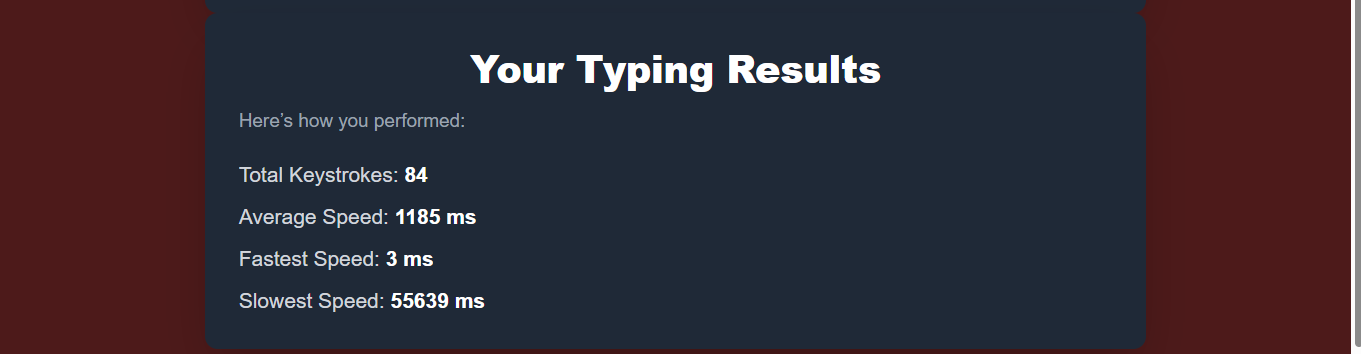 Your Typing Results
Here’s how you performed:
Total Keystrokes: 84
Average Speed: 1185 ms
Fastest Speed: 3 ms
Slowest Speed: 55639 ms